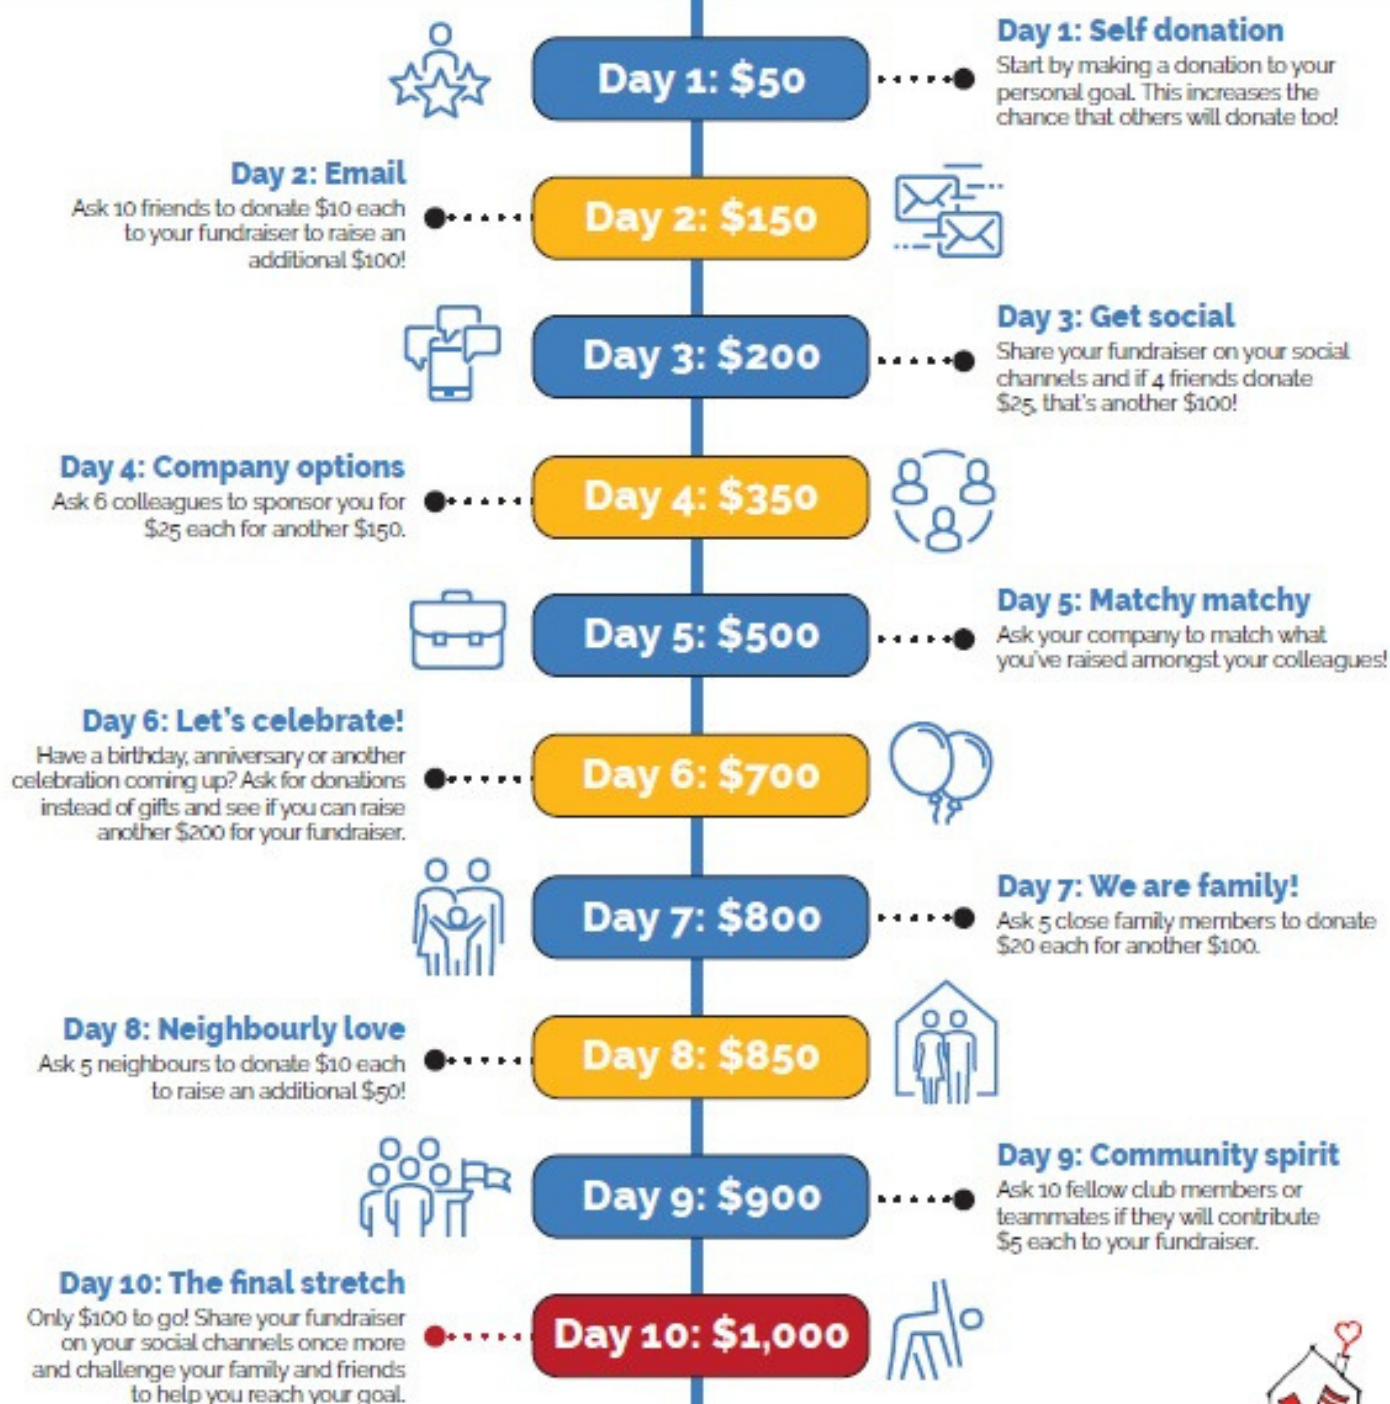 Day 1: $50
Day 1: Self donation
Start by making a donation to your
personal goal. This increases the
chance that others will donate too!
Day 2: Email
Ask 10 friends to donate $10 each
to your fundraiser to raise an
additional $100!
Day 2: $150
Day 3: $200
Day 3: Get social
Share your fundraiser on your social
channels and if 4 friends donate
$25, that's another $100!
Day 4: Company options
Ask 6 colleagues to sponsor you for
$25 each for another $150.
Day 4: $350
Day 5: $500
Day 5: Matchy matchy
Ask your company to match what
you've raised amongst your colleagues!
Day 6: Let's celebrate!
Have a birthday, anniversary or another
celebration coming up? Ask for donations
instead of gifts and see if you can raise
another $200 for your fundraiser.
Day 6: $700
Day 7: $800
Day 7: We are family!
Ask 5 close family members to donate
$20 each for another $100.
Day 8: Neighbourly love
Ask 5 neighbours to donate $10 each
to raise an additional $50!
Day 8: $850
Day 9: $900
Day 9: Community spirit
Ask 10 fellow club members or
teammates if they will contribute
$5 each to your fundraiser.
Day 10: The final stretch
Only $100 to go! Share your fundraiser
on your social channels once more
and challenge your family and friends
to help you reach your goal.
Day 10: $1,000